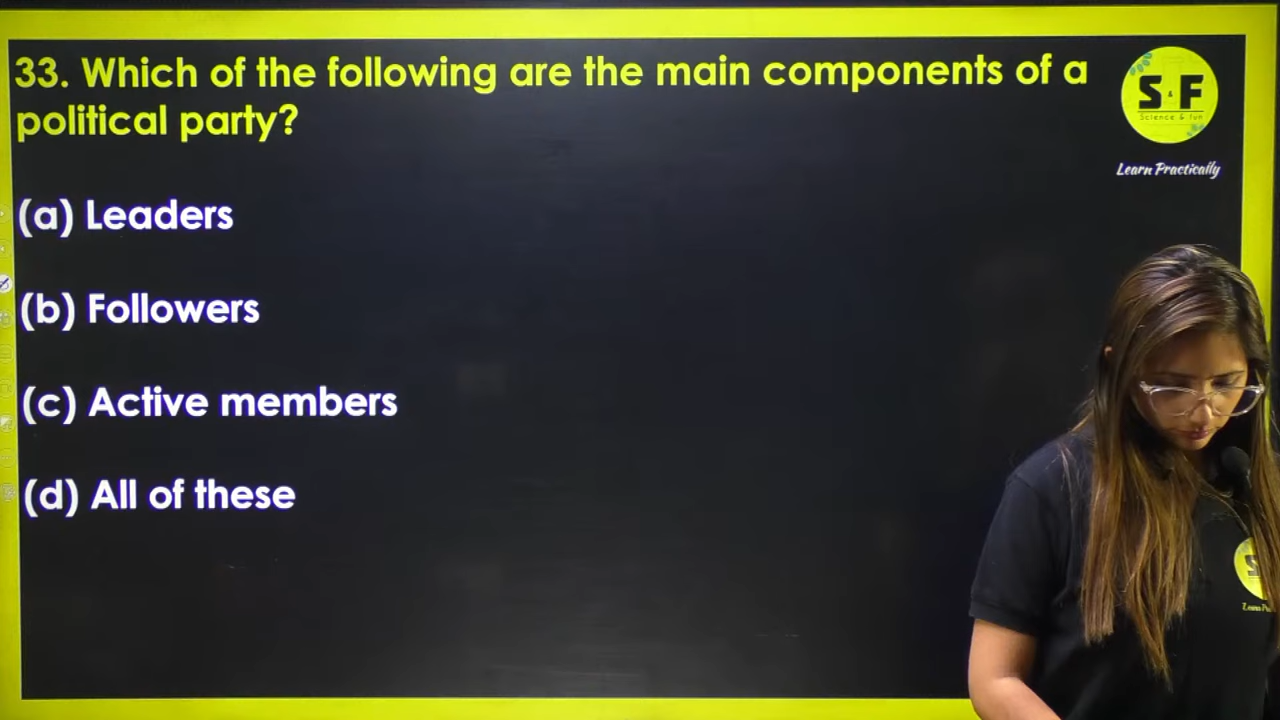 33. Which of the following are the main components of a
political party?
S & F
Science & fun
Learn Practically
(a) Leaders
(b) Followers
(c) Active members
(d) All of these